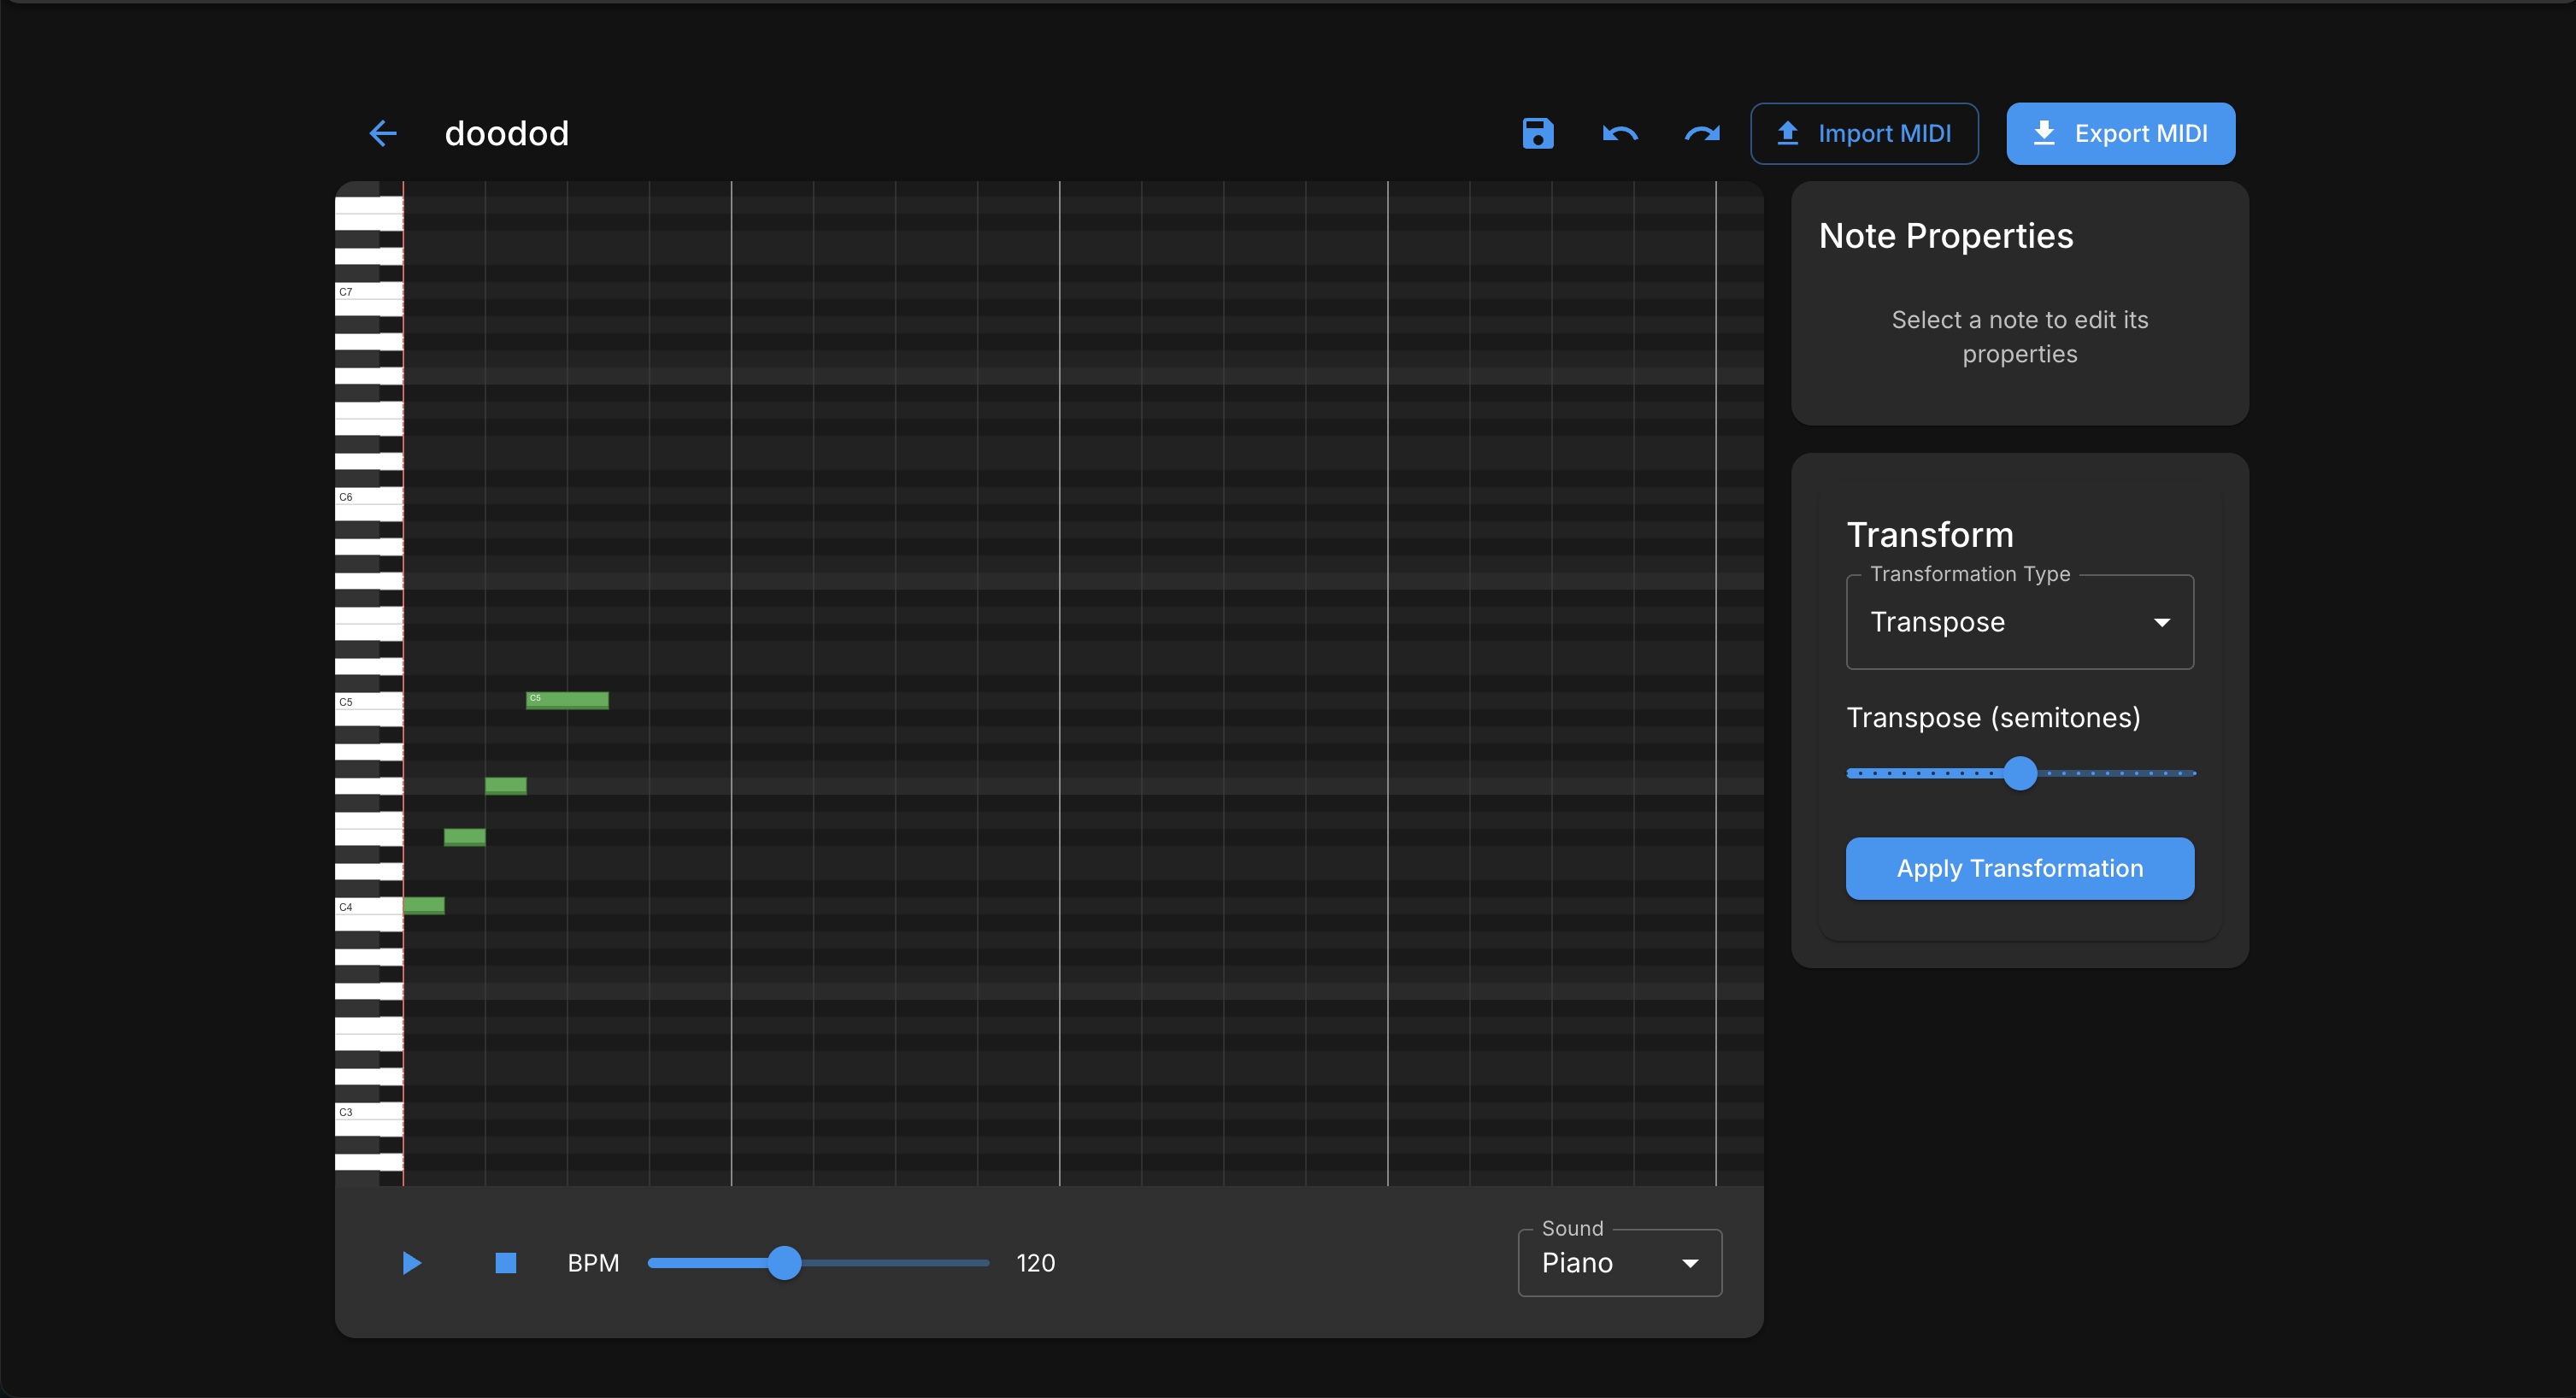 doodod
Import MIDI
Export MIDI
C7
C6
C5
C5
C4
C3
Note Properties
Select a note to edit its
properties
Transform
Transformation Type
Transpose
Transpose (semitones)
Apply Transformation
BPM
120
Sound
Piano